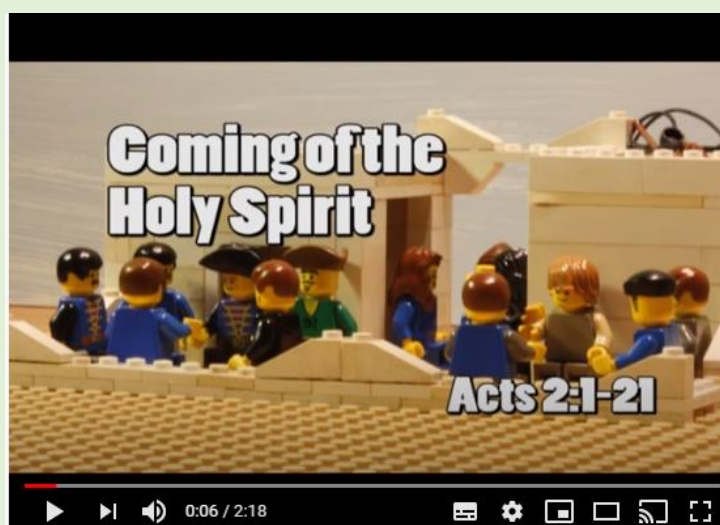 Coming of the
Holy Spirit
Acts 2:1-21
0:06 / 2:18